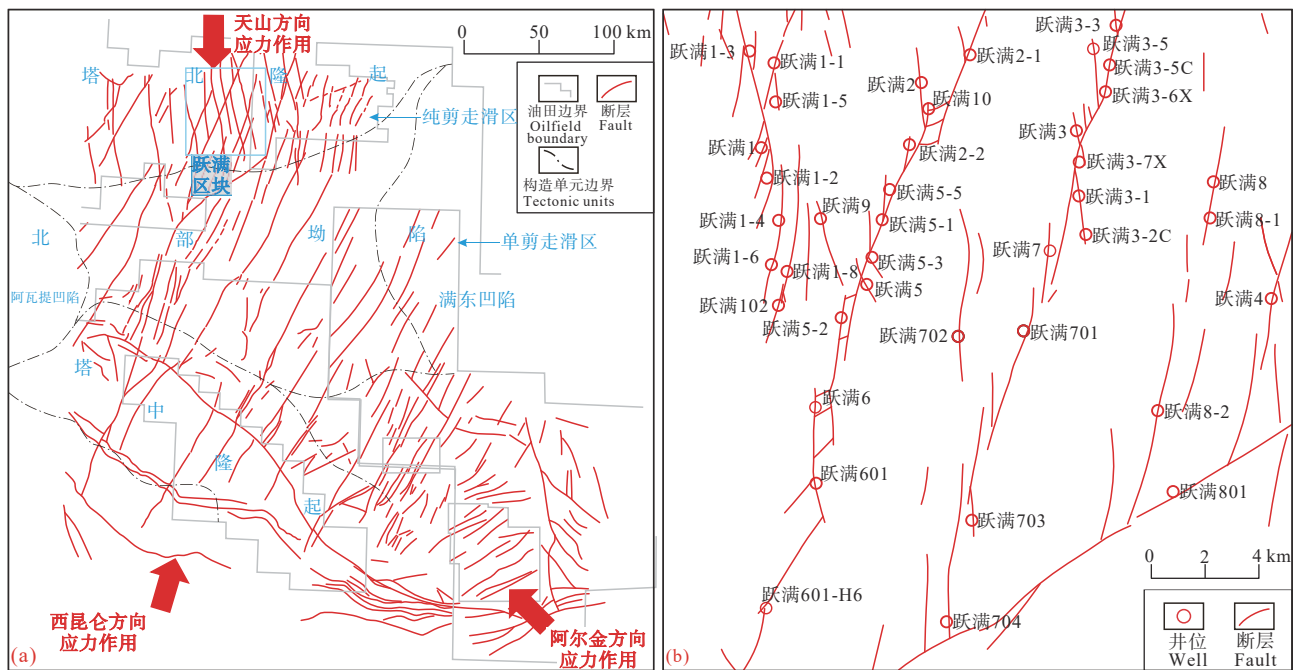 天山方向
应力作用
0 50 100 km
塔
北
隆
起
油田边界
Oilfield
boundary
断层
Fault
构造单元边界
Tectonic units
纯剪走滑区
跃满
区块
北
部
坳
陷
单剪走滑区
阿瓦提凹陷
满东凹陷
塔
中
隆
起
西昆仑方向
应力作用
阿尔金方向
应力作用
(a)
跃满3-3
跃满1-3
跃满1-1
跃满2-1
跃满3-5
跃满3-5C
跃满2
跃满10
跃满3-6X
跃满1-5
跃满3
跃满1
跃满2-2
跃满3-7X
跃满1-2
跃满5-5
跃满3-1
跃满8
跃满9
跃满1-4
跃满5-1
跃满3-2C
跃满8-1
跃满7
跃满1-6
跃满1-8
跃满5-3
跃满5
跃满4
跃满102
跃满5-2
跃满702
跃满701
跃满6
跃满8-2
跃满601
跃满801
跃满703
0 2 4 km
跃满601-H6
跃满704
井位
Well
断层
Fault
(b)